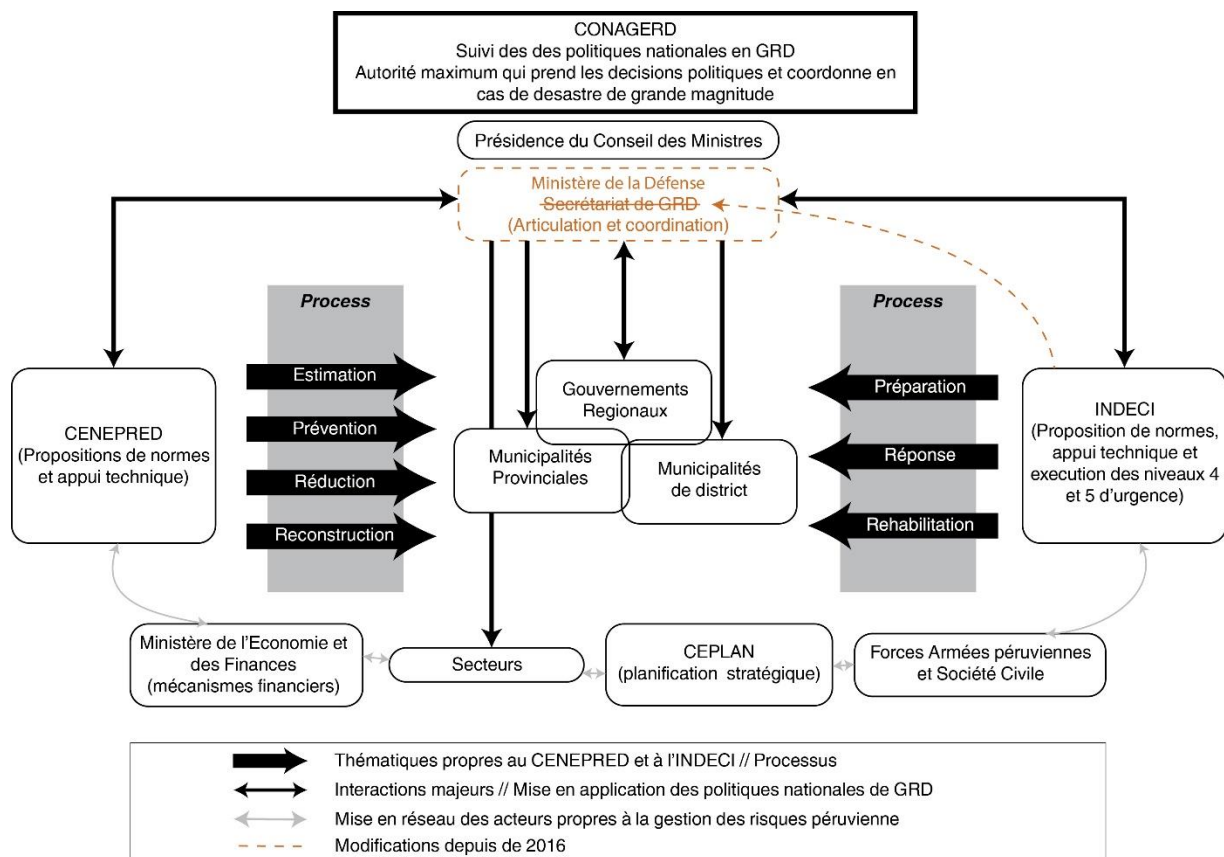 CONAGERD
Suivi des des politiques nationales en GRD
Autorité maximum qui prend les decisions politiques et coordonne en
cas de desastre de grande magnitude
Présidence du Conseil des Ministres
Ministère de la Défense
Secrétariat de GRD
(Articulation et coordination)
Process
Estimation
Prévention
Réduction
Reconstruction
CENEPRED
(Propositions de normes
et appui technique)
Gouvernements
Regionaux
Municipalités
Provinciales
Municipalités
de district
Process
Préparation
Réponse
Rehabilitation
INDECI
(Proposition de normes,
appui technique et
execution des niveaux 4
et 5 d'urgence)
Ministère de l'Economie et
des Finances
(mécanismes financiers)
Secteurs
CEPLAN
(planification stratégique)
Forces Armées péruviennes
et Société Civile
Thématiques propres au CENEPRED et à l'INDECI // Processus
Interactions majeurs // Mise en application des politiques nationales de GRD
Mise en réseau des acteurs propres à la gestion des risques péruvienne
Modifications depuis de 2016